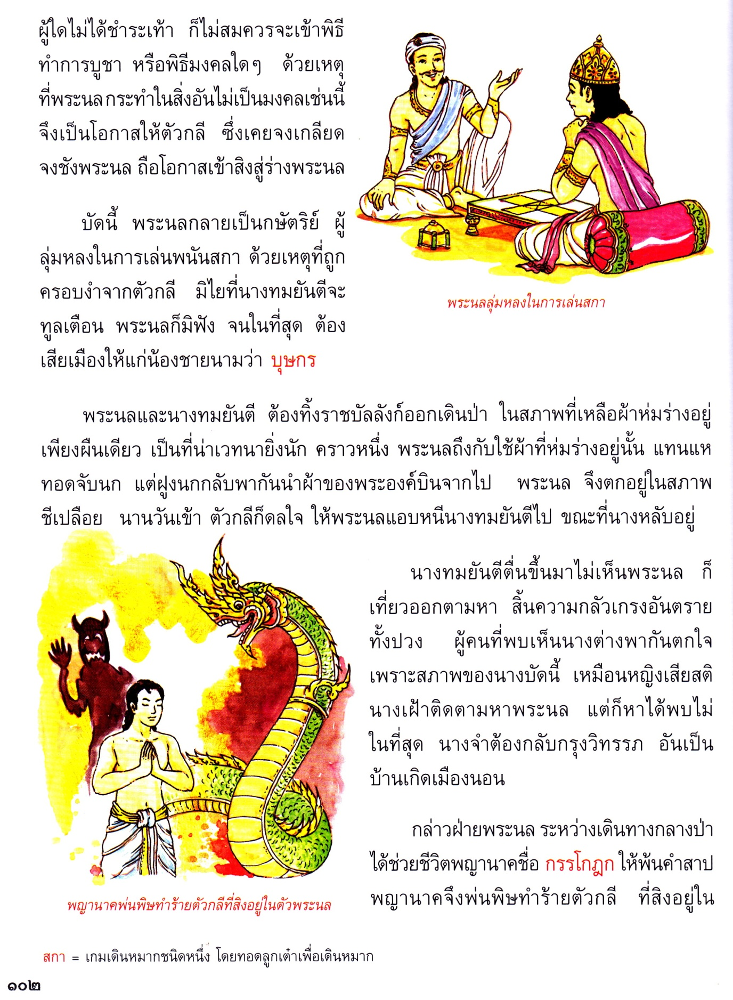 ผู้ใดไม่ได้ชำระเท้า ก็ไม่สมควรจะเข้าพิธี
ทำการบูชา หรือพิธีมงคลใดๆ ด้วยเหตุ
ที่พระนลกระทำในสิ่งอันไม่เป็นมงคลเช่นนี้
จึงเป็นโอกาสให้ตัวกลี ซึ่งเคยจงเกลียด
จงชังพระนล ถือโอกาสเข้าสิงสู่ร่างพระนล
บัดนี้ พระนลกลายเป็นกษัตริย์ ผู้
ลุ่มหลงในการเล่นพนันสกา ด้วยเหตุที่ถูก
ครอบงำจากตัวกลี มิไยที่นางทมยันตีจะ
ทูลเตือน พระนลก็มิฟัง จนในที่สุด ต้อง
เสียเมืองให้แก่น้องชายนามว่า บุษกร
พระนลลุ่มหลงในการเล่นสกา
พระนลและนางทมยันตี ต้องทิ้งราชบัลลังก์ออกเดินป่า ในสภาพที่เหลือผ้าห่มร่างอยู่
เพียงผืนเดียว เป็นที่น่าเวทนายิ่งนัก คราวหนึ่ง พระนลถึงกับใช้ผ้าที่ห่มร่างอยู่นั้น แทนแห
ทอดจับนก แต่ฝูงนกกลับพากันนำผ้าของพระองค์บินจากไป พระนล จึงตกอยู่ในสภาพ
ชีเปลือย นานวันเข้า ตัวกลีก็ดลใจ ให้พระนลแอบหนีนางทมยันตีไป ขณะที่นางหลับอยู่
นางทมยันตีตื่นขึ้นมาไม่เห็นพระนล ก็
เที่ยวออกตามหา สิ้นความกลัวเกรงอันตราย
ทั้งปวง ผู้คนที่พบเห็นนางต่างพากันตกใจ
เพราะสภาพของนางบัดนี้ เหมือนหญิงเสียสติ
นางเฝ้าติดตามหาพระนล แต่ก็หาได้พบไม่
ในที่สุด นางจำต้องกลับกรุงวิทรรภ อันเป็น
บ้านเกิดเมืองนอน
กล่าวฝ่ายพระนล ระหว่างเดินทางกลางป่า
ได้ช่วยชีวิตพญานาคชื่อ กรรโกฎก ให้พ้นคำสาป
พญานาคจึงพ่นพิษทำร้ายตัวกลี ที่สิงอยู่ใน
พญานาคพ่นพิษทำร้ายตัวกลีที่สิงอยู่ในตัวพระนล
สกา = เกมเดินหมากชนิดหนึ่ง โดยทอดลูกเต๋าเพื่อเดินหมาก
๑๐๒